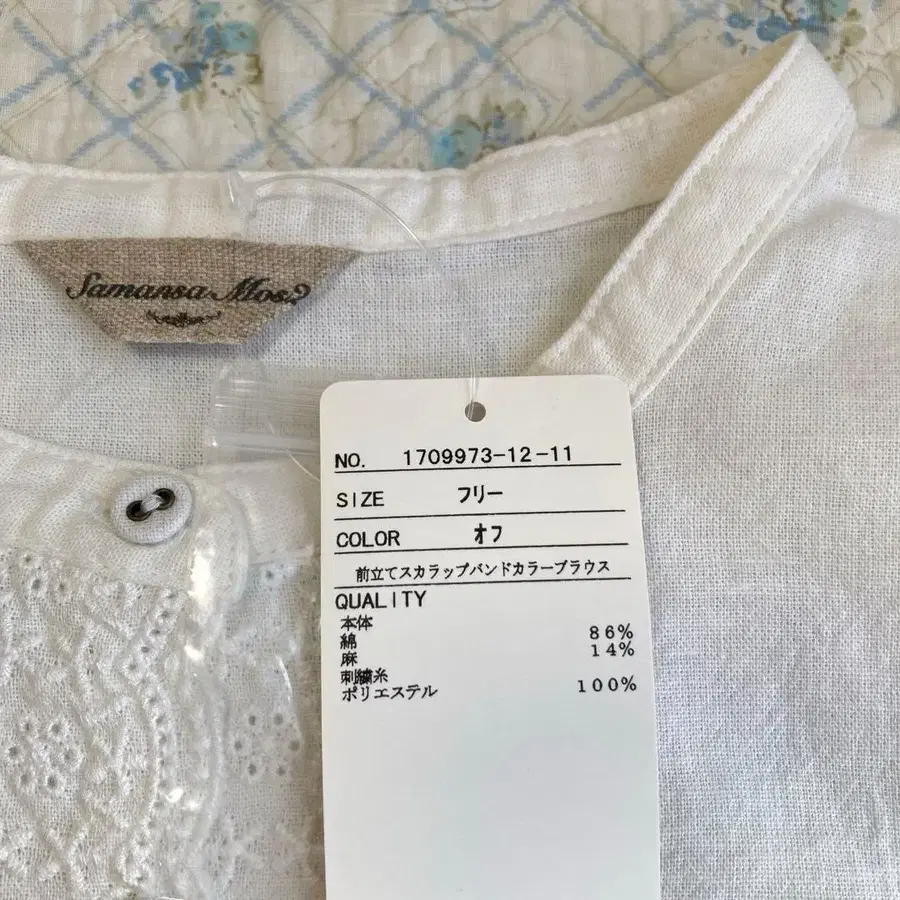 Samansa Mos2
NO. 1709973-12-11
SIZE フリー
COLOR オフ
前立てスカラップバンドカラーブラウス
QUALITY
本体
綿 86%
麻 14%
刺繍糸
ポリエステル 100%